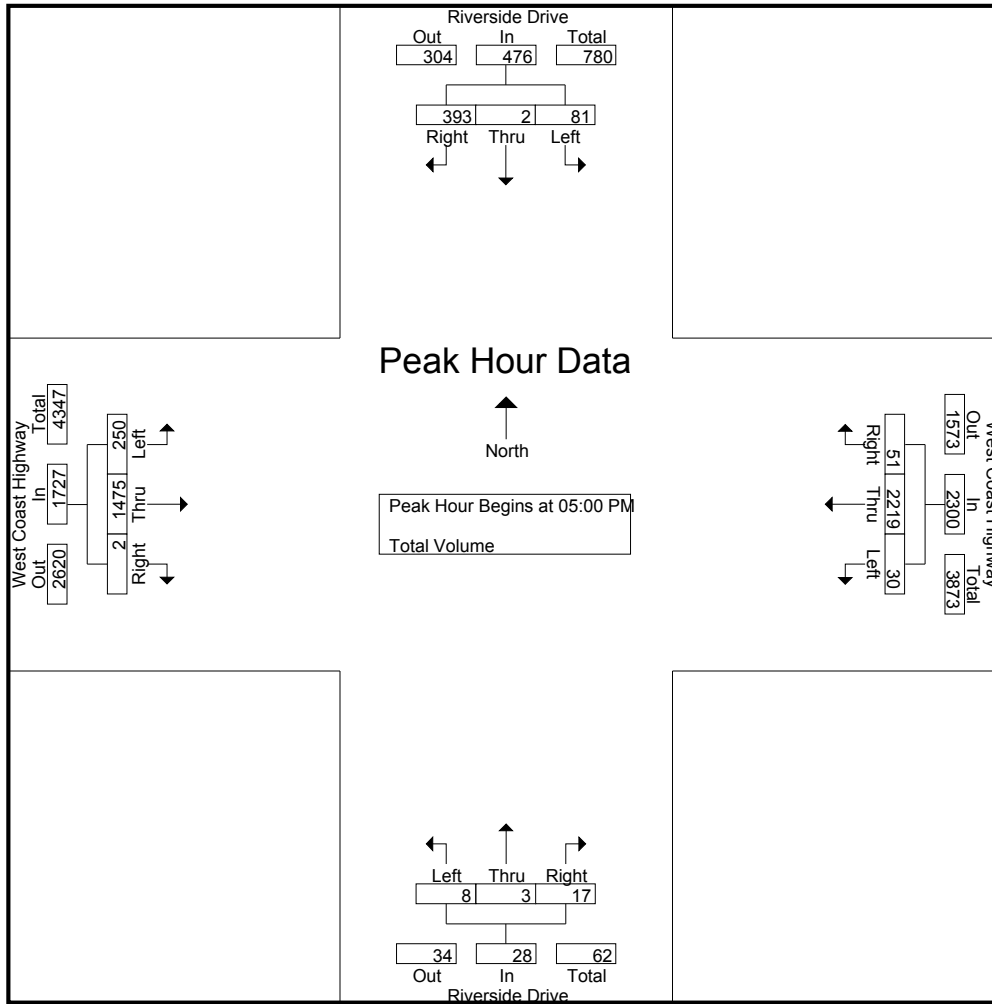 Riverside Drive
Out In Total
304 476 780
393 2 81
Right Thru Left
Peak Hour Data
North
Peak Hour Begins at 05:00 PM
Total Volume
West Coast Highway
Total In Out
4347 1727 2620
250 1475 2
Left Thru Right
West Coast Highway
Out In Total
1573 2300 3873
51 2219 30
Right Thru Left
Left Thru Right
8 3 17
34 28 62
Out In Total
Riverside Drive